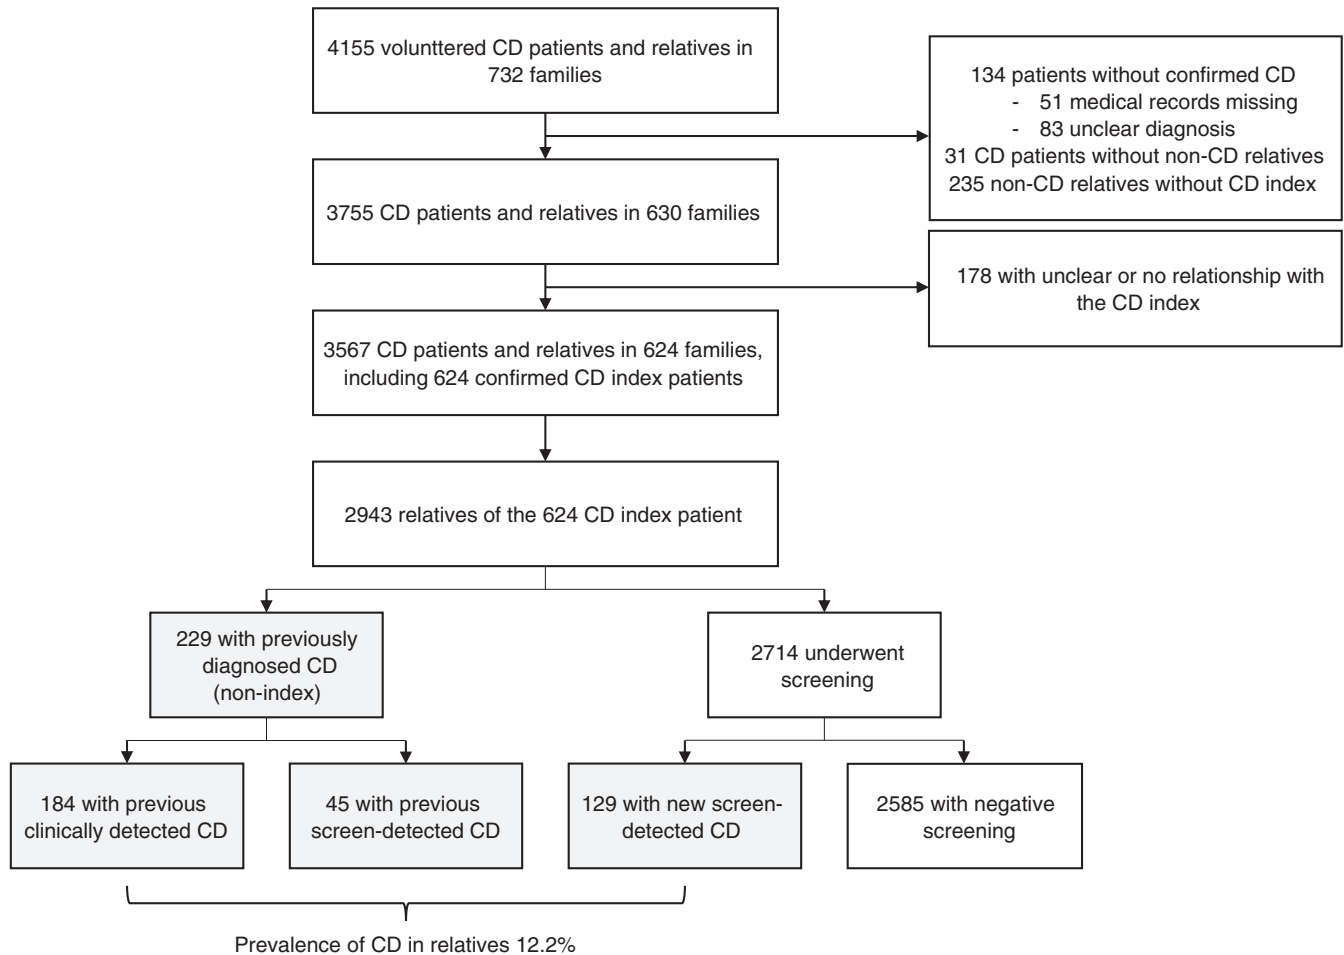 4155 volunttered CD patients and relatives in
732 families
134 patients without confirmed CD
- 51 medical records missing
- 83 unclear diagnosis
31 CD patients without non-CD relatives
235 non-CD relatives without CD index
3755 CD patients and relatives in 630 families
178 with unclear or no relationship with
the CD index
3567 CD patients and relatives in 624 families,
including 624 confirmed CD index patients
2943 relatives of the 624 CD index patient
229 with previously
diagnosed CD
(non-index)
2714 underwent
screening
184 with previous
clinically detected CD
45 with previous
screen-detected CD
129 with new screen-
detected CD
2585 with negative
screening
Prevalence of CD in relatives 12.2%